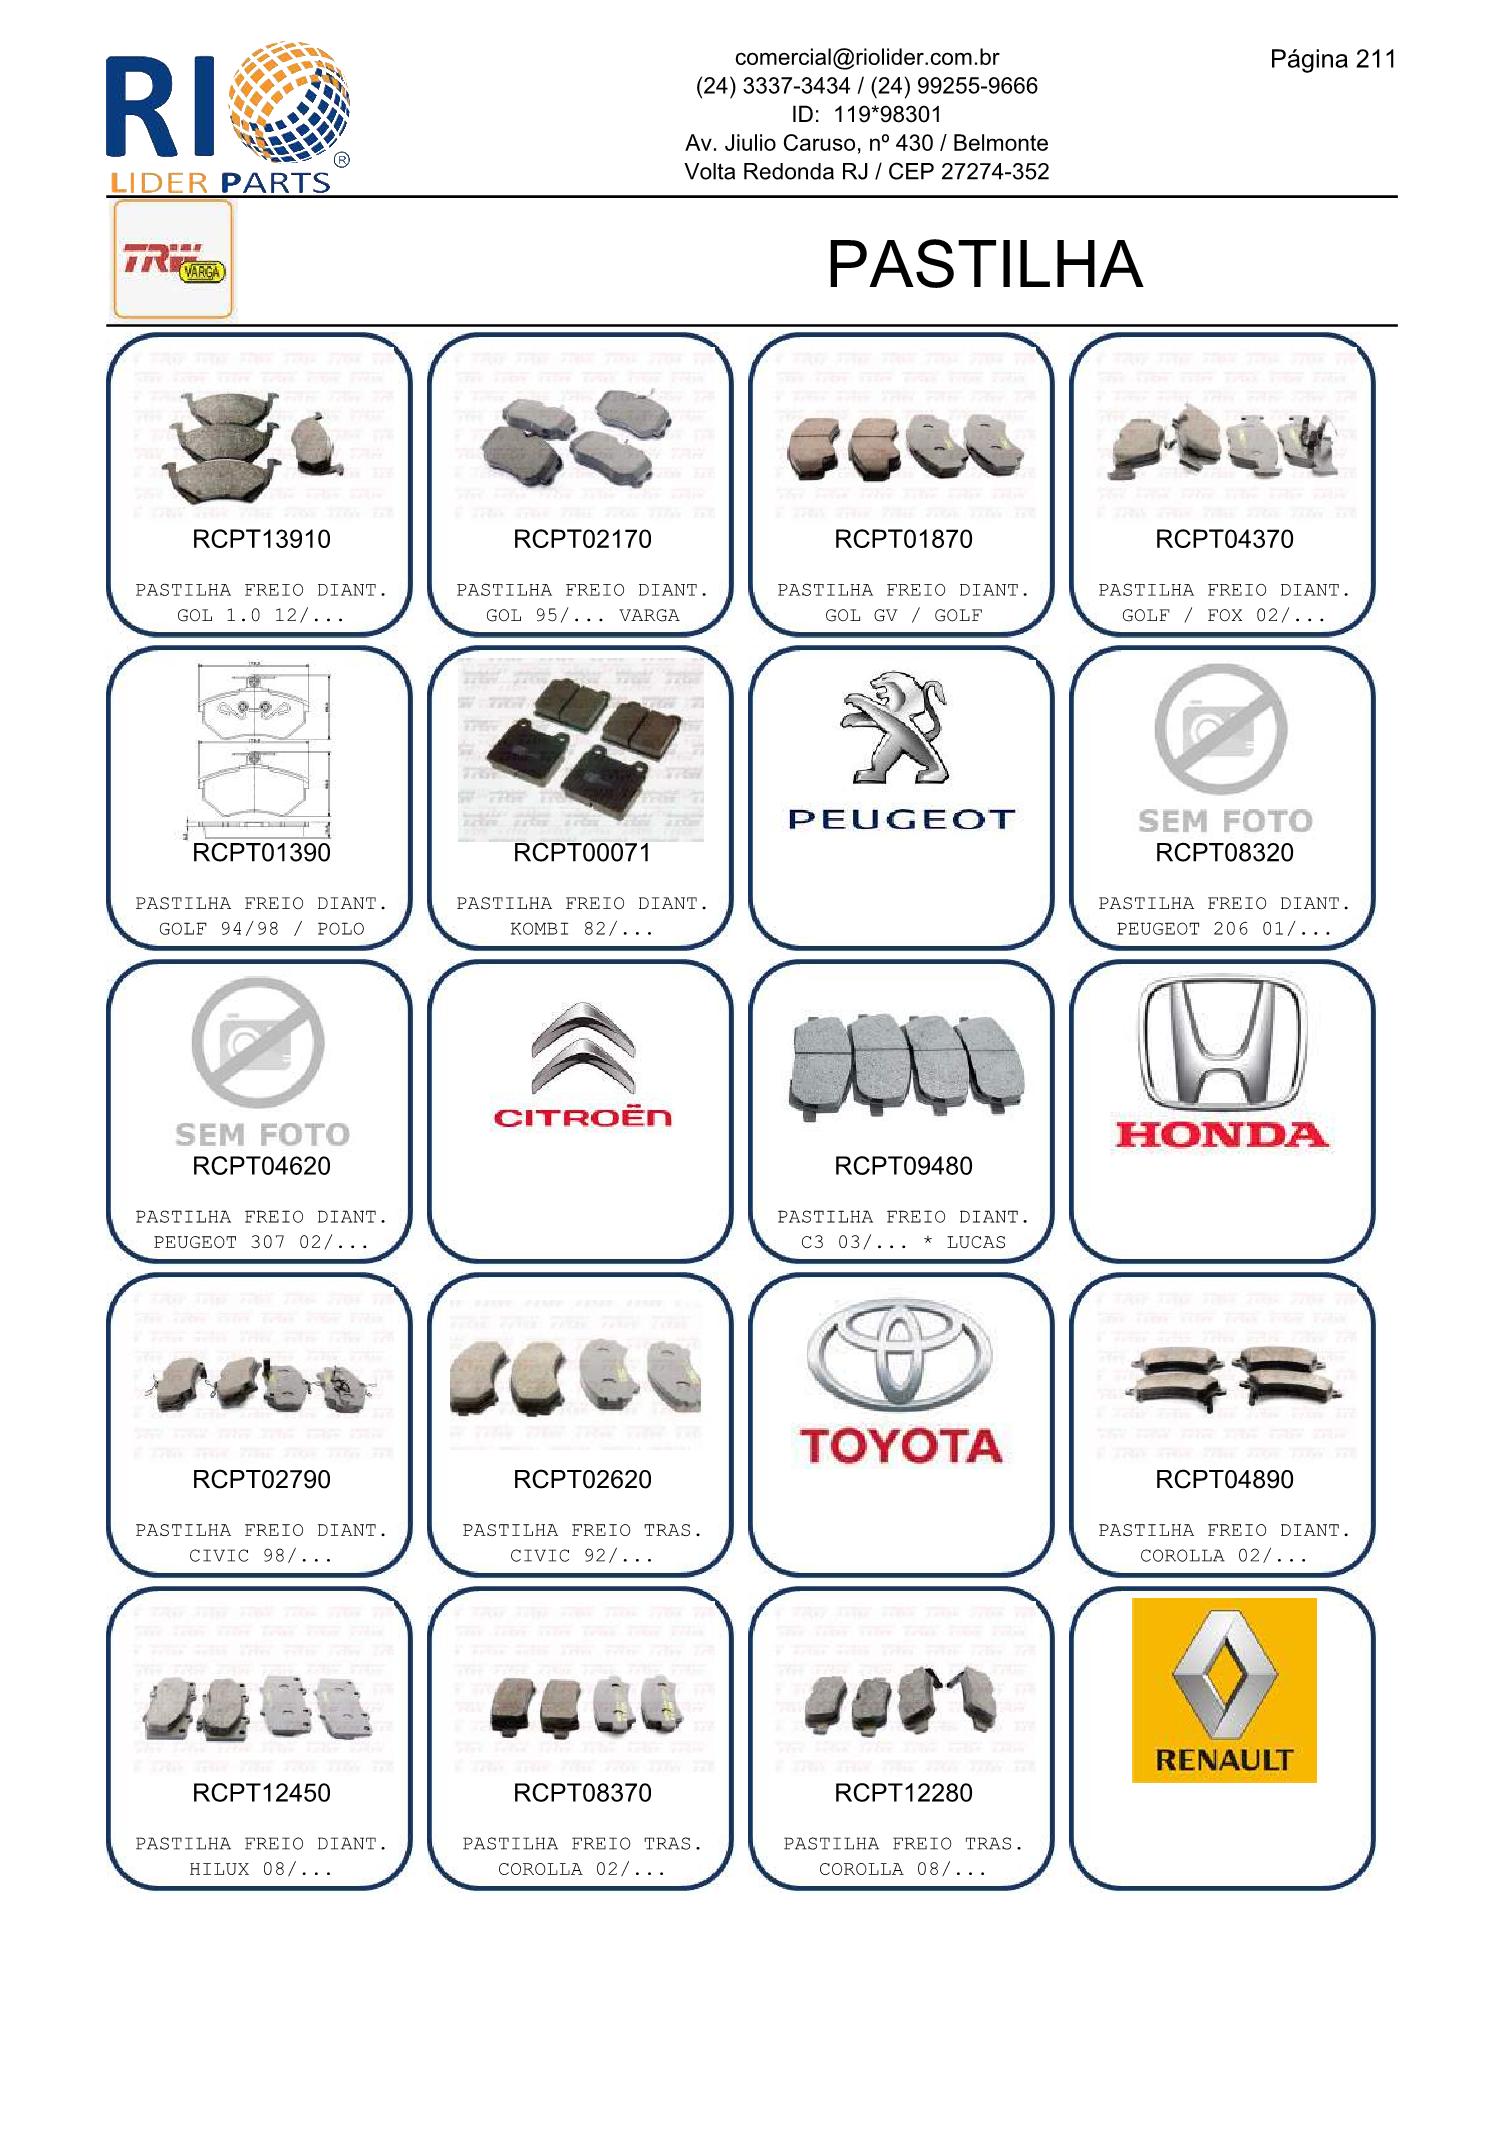 RIO
LIDER PARTS
®
comercial@riolider.com.br
(24) 3337-3434 / (24) 99255-9666
ID: 119*98301
Av. Jiulio Caruso, nº 430 / Belmonte
Volta Redonda RJ / CEP 27274-352
Página 211
TRW
VARGA
PASTILHA
RCPT13910
PASTILHA FREIO DIANT.
GOL 1.0 12/...
RCPT02170
PASTILHA FREIO DIANT.
GOL 95/... VARGA
RCPT01870
PASTILHA FREIO DIANT.
GOL GV / GOLF
RCPT04370
PASTILHA FREIO DIANT.
GOLF / FOX 02/...
RCPT01390
PASTILHA FREIO DIANT.
GOLF 94/98 / POLO
RCPT00071
PASTILHA FREIO DIANT.
KOMBI 82/...
PEUGEOT
SEM FOTO
RCPT08320
PASTILHA FREIO DIANT.
PEUGEOT 206 01/...
SEM FOTO
RCPT04620
PASTILHA FREIO DIANT.
PEUGEOT 307 02/...
CITROËN
RCPT09480
PASTILHA FREIO DIANT.
C3 03/... * LUCAS
HONDA
RCPT02790
PASTILHA FREIO DIANT.
CIVIC 98/...
RCPT02620
PASTILHA FREIO TRAS.
CIVIC 92/...
TOYOTA
RCPT04890
PASTILHA FREIO DIANT.
COROLLA 02/...
RCPT12450
PASTILHA FREIO DIANT.
HILUX 08/...
RCPT08370
PASTILHA FREIO TRAS.
COROLLA 02/...
RCPT12280
PASTILHA FREIO TRAS.
COROLLA 08/...
RENAULT